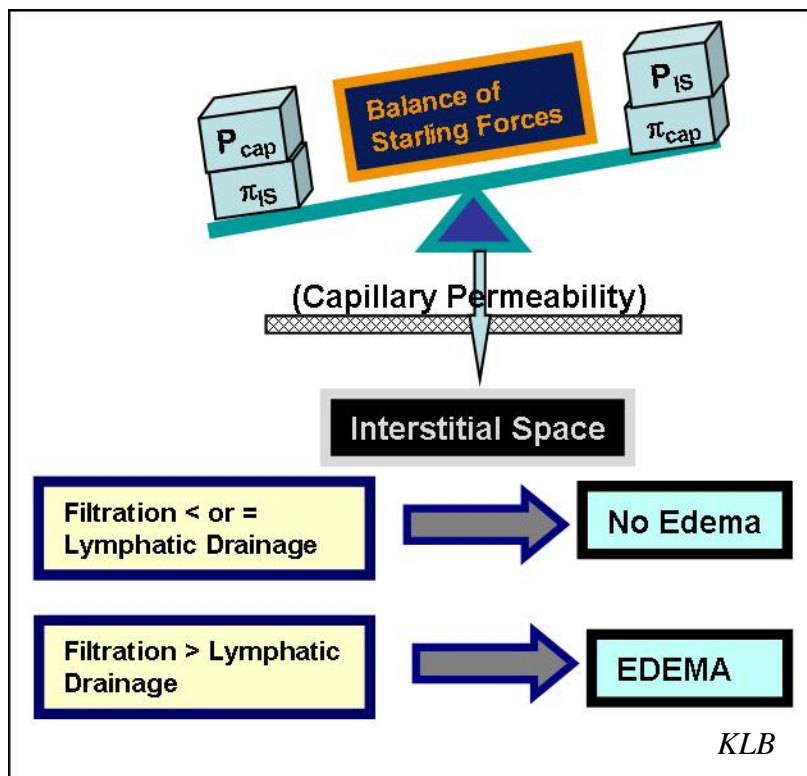 Balance of
Starling Forces
P cap
π IS
P IS
π cap
(Capillary Permeability)
Interstitial Space
Filtration < or =
Lymphatic Drainage
No Edema
Filtration > Lymphatic
Drainage
EDEMA
KLB